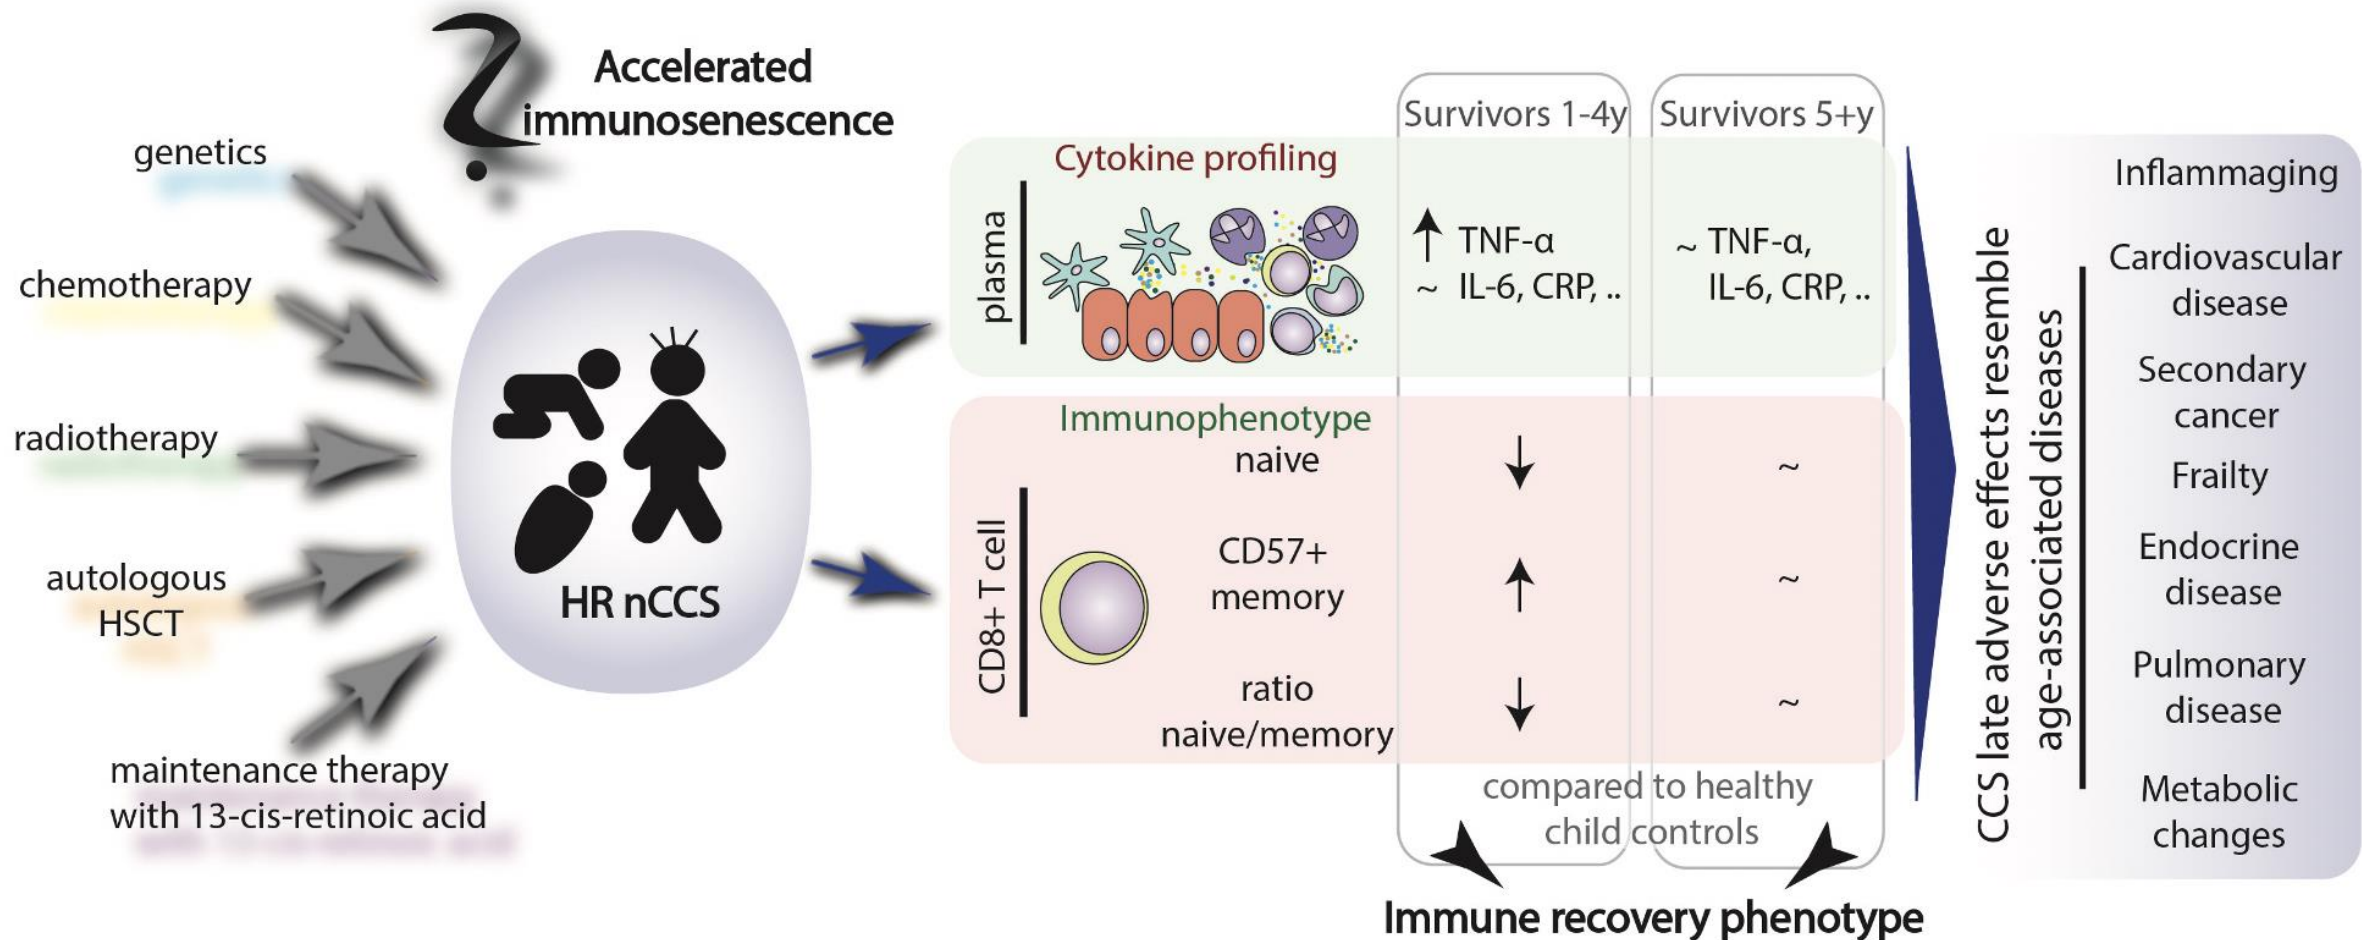 Accelerated
immunosenescence
genetics
chemotherapy
radiotherapy
autologous
HSCT
maintenance therapy
with 13-cis-retinoic acid
HR nCCS
Survivors 1-4y
Survivors 5+y
Cytokine profiling
plasma
TNF-α
~ IL-6, CRP, ..
~ TNF-α,
IL-6, CRP, ..
Immunophenotype
CD8+ T cell
naive
~
CD57+
memory
~
ratio
naive/memory
~
compared to healthy
child controls
Immune recovery phenotype
CCS late adverse effects resemble
age-associated diseases
Inflammaging
Cardiovascular
disease
Secondary
cancer
Frailty
Endocrine
disease
Pulmonary
disease
Metabolic
changes